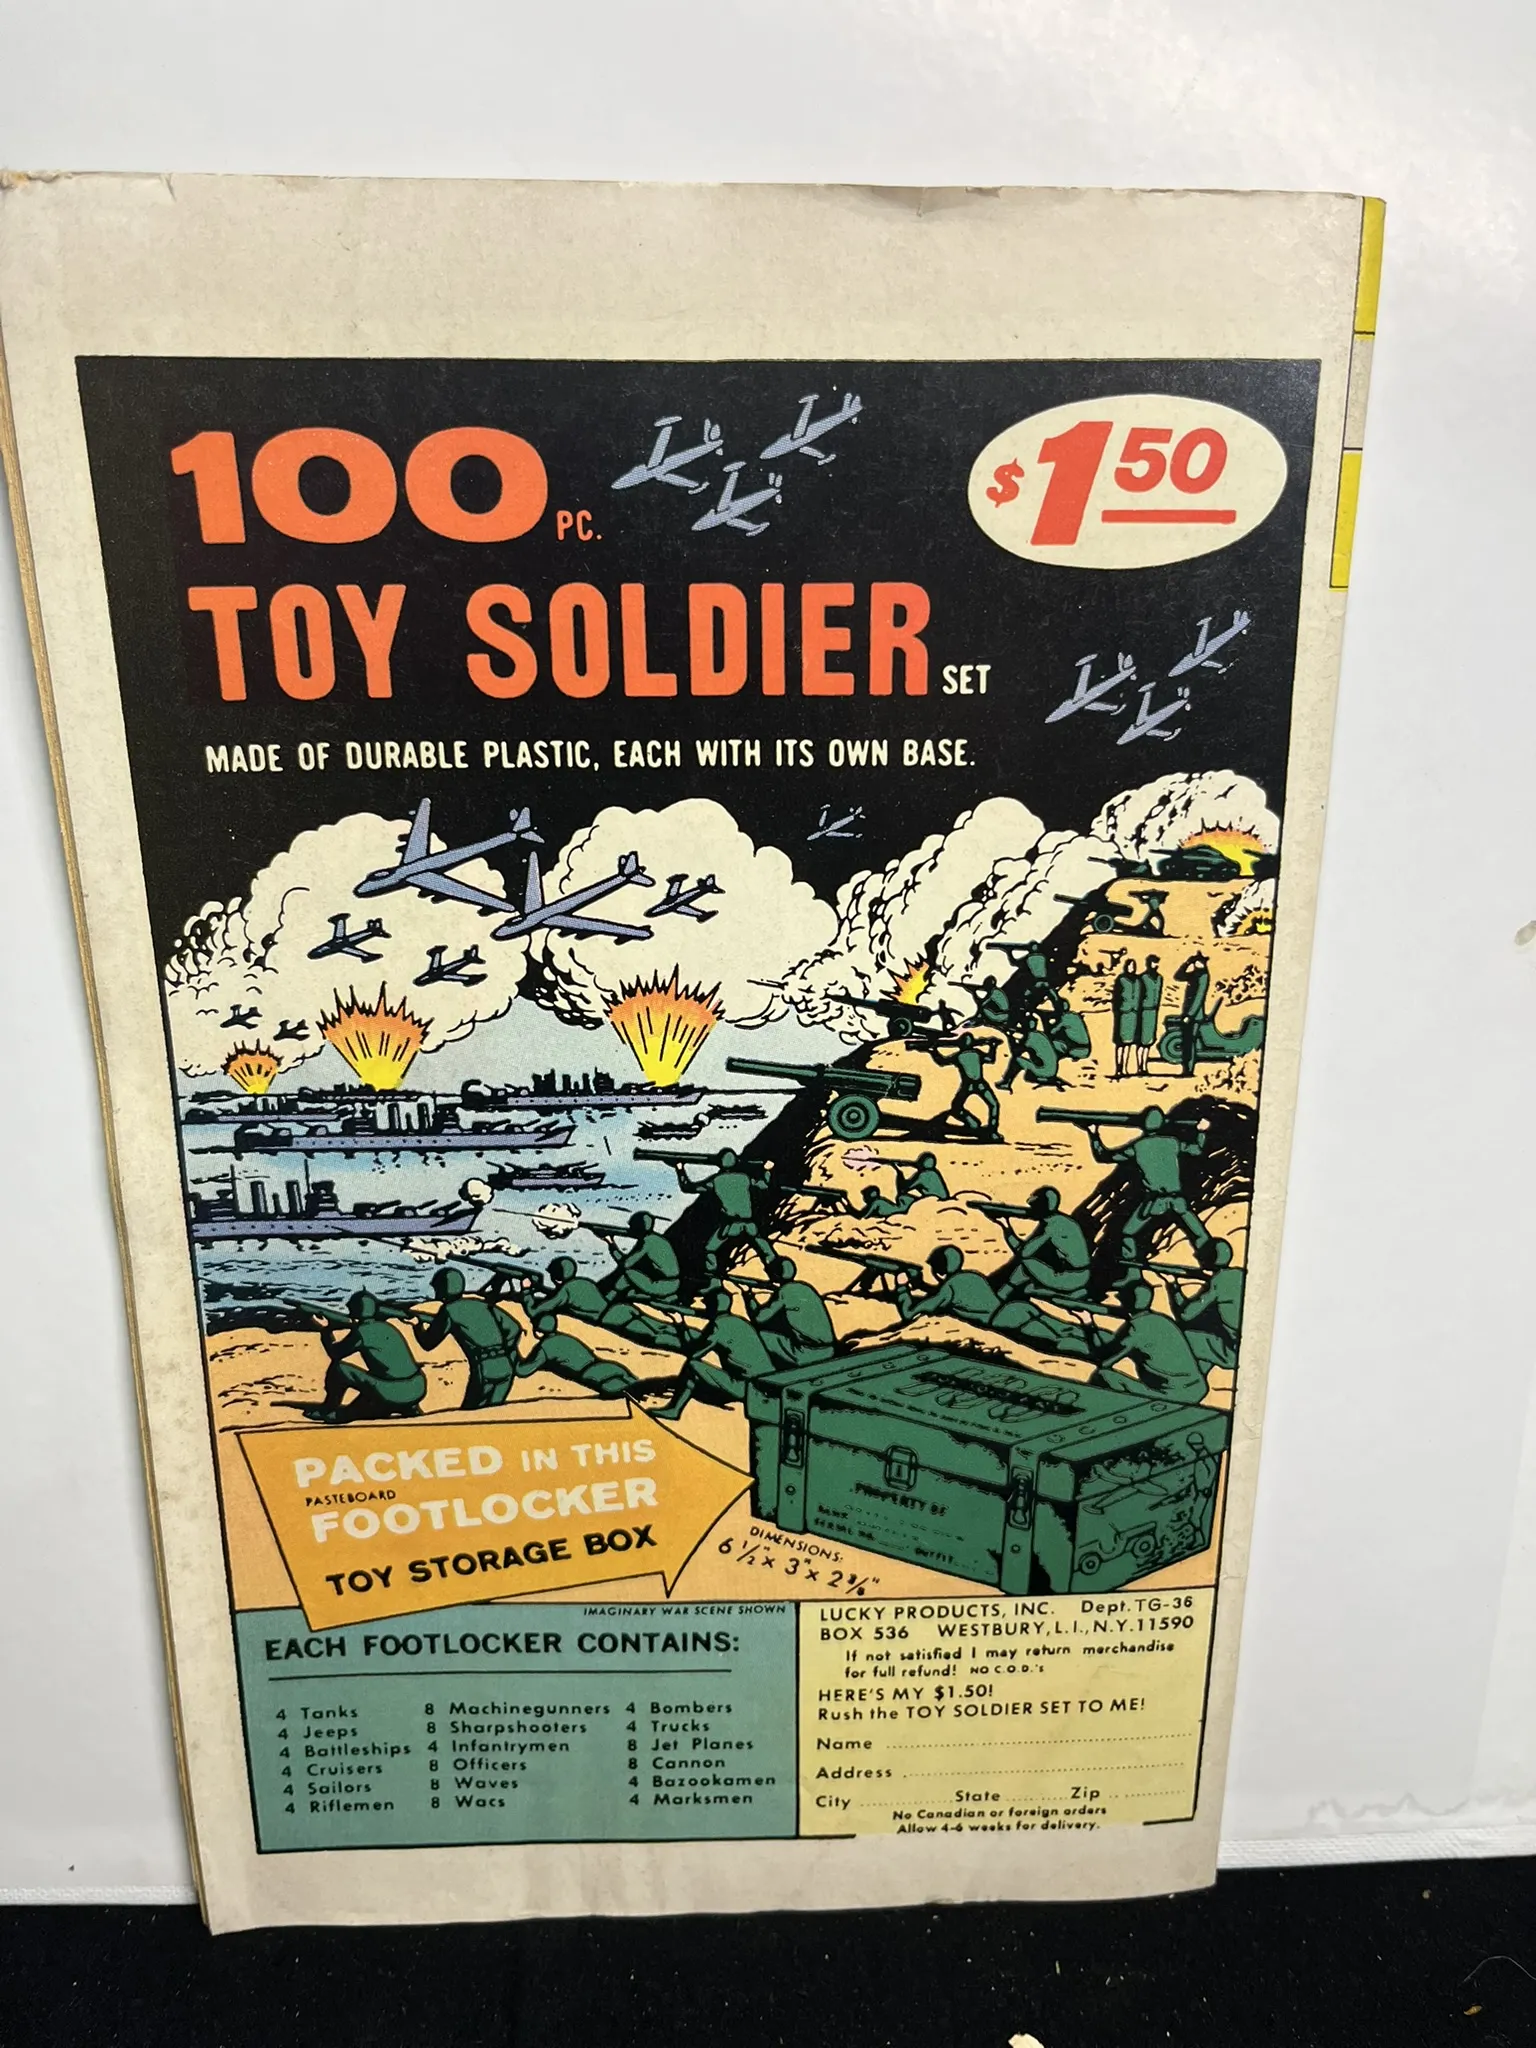 100 PC.
$1.50
TOY SOLDIER SET
MADE OF DURABLE PLASTIC, EACH WITH ITS OWN BASE.
PACKED IN THIS
PASTEBOARD
FOOTLOCKER
TOY STORAGE BOX
PROPERTY OF
DIMENSIONS:
6 1/2" x 3" x 2 3/8"
IMAGINARY WAR SCENE SHOWN
EACH FOOTLOCKER CONTAINS:
4 Tanks 8 Machinegunners 4 Bombers
4 Jeeps 8 Sharpshooters 4 Trucks
4 Battleships 4 Infantrymen 8 Jet Planes
4 Cruisers 8 Officers 8 Cannon
4 Sailors 8 Waves 4 Bazookamen
4 Riflemen 8 Wacs 4 Marksmen
LUCKY PRODUCTS, INC. Dept. TG-36
BOX 536 WESTBURY, L.I., N.Y. 11590
If not satisfied I may return merchandise
for full refund! NO C.O.D.'s
HERE'S MY $1.50!
Rush the TOY SOLDIER SET TO ME!
Name
Address
City State Zip
No Canadian or foreign orders
Allow 4-6 weeks for delivery.